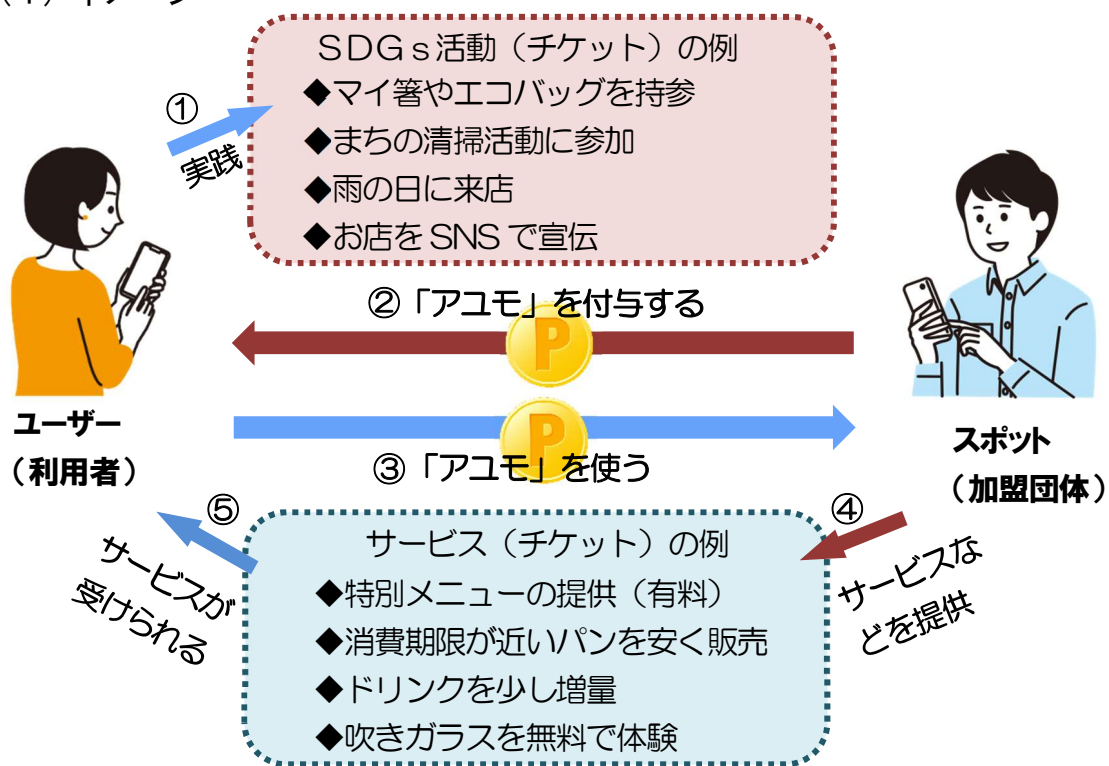 SDGs活動（チケット）の例
◆マイ箸やエコバッグを持参
◆まちの清掃活動に参加
◆雨の日に来店
◆お店をSNSで宣伝
①
実践
②「アユモ」を付与する
P
P
③「アユモ」を使う
ユーザー
（利用者）
スポット
（加盟団体）
④
サービスな
どを提供
⑤
サービスが
受けられる
サービス（チケット）の例
◆特別メニューの提供（有料）
◆消費期限が近いパンを安く販売
◆ドリンクを少し増量
◆吹きガラスを無料で体験